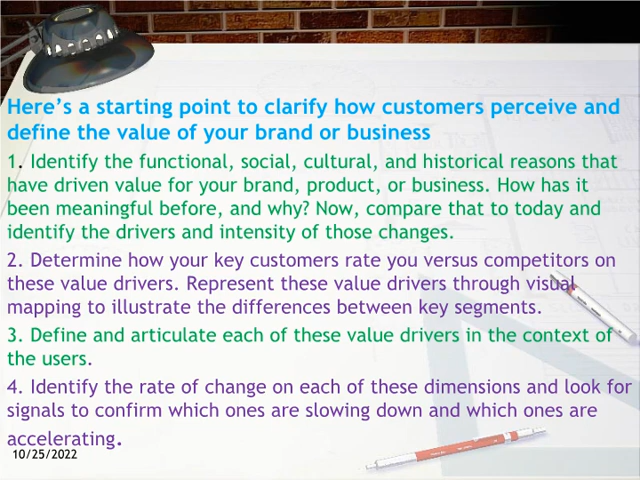 Here’s a starting point to clarify how customers perceive and
define the value of your brand or business
1. Identify the functional, social, cultural, and historical reasons that
have driven value for your brand, product, or business. How has it
been meaningful before, and why? Now, compare that to today and
identify the drivers and intensity of those changes.
2. Determine how your key customers rate you versus competitors on
these value drivers. Represent these value drivers through visual
mapping to illustrate the differences between key segments.
3. Define and articulate each of these value drivers in the context of
the users.
4. Identify the rate of change on each of these dimensions and look for
signals to confirm which ones are slowing down and which ones are
accelerating.
10/25/2022